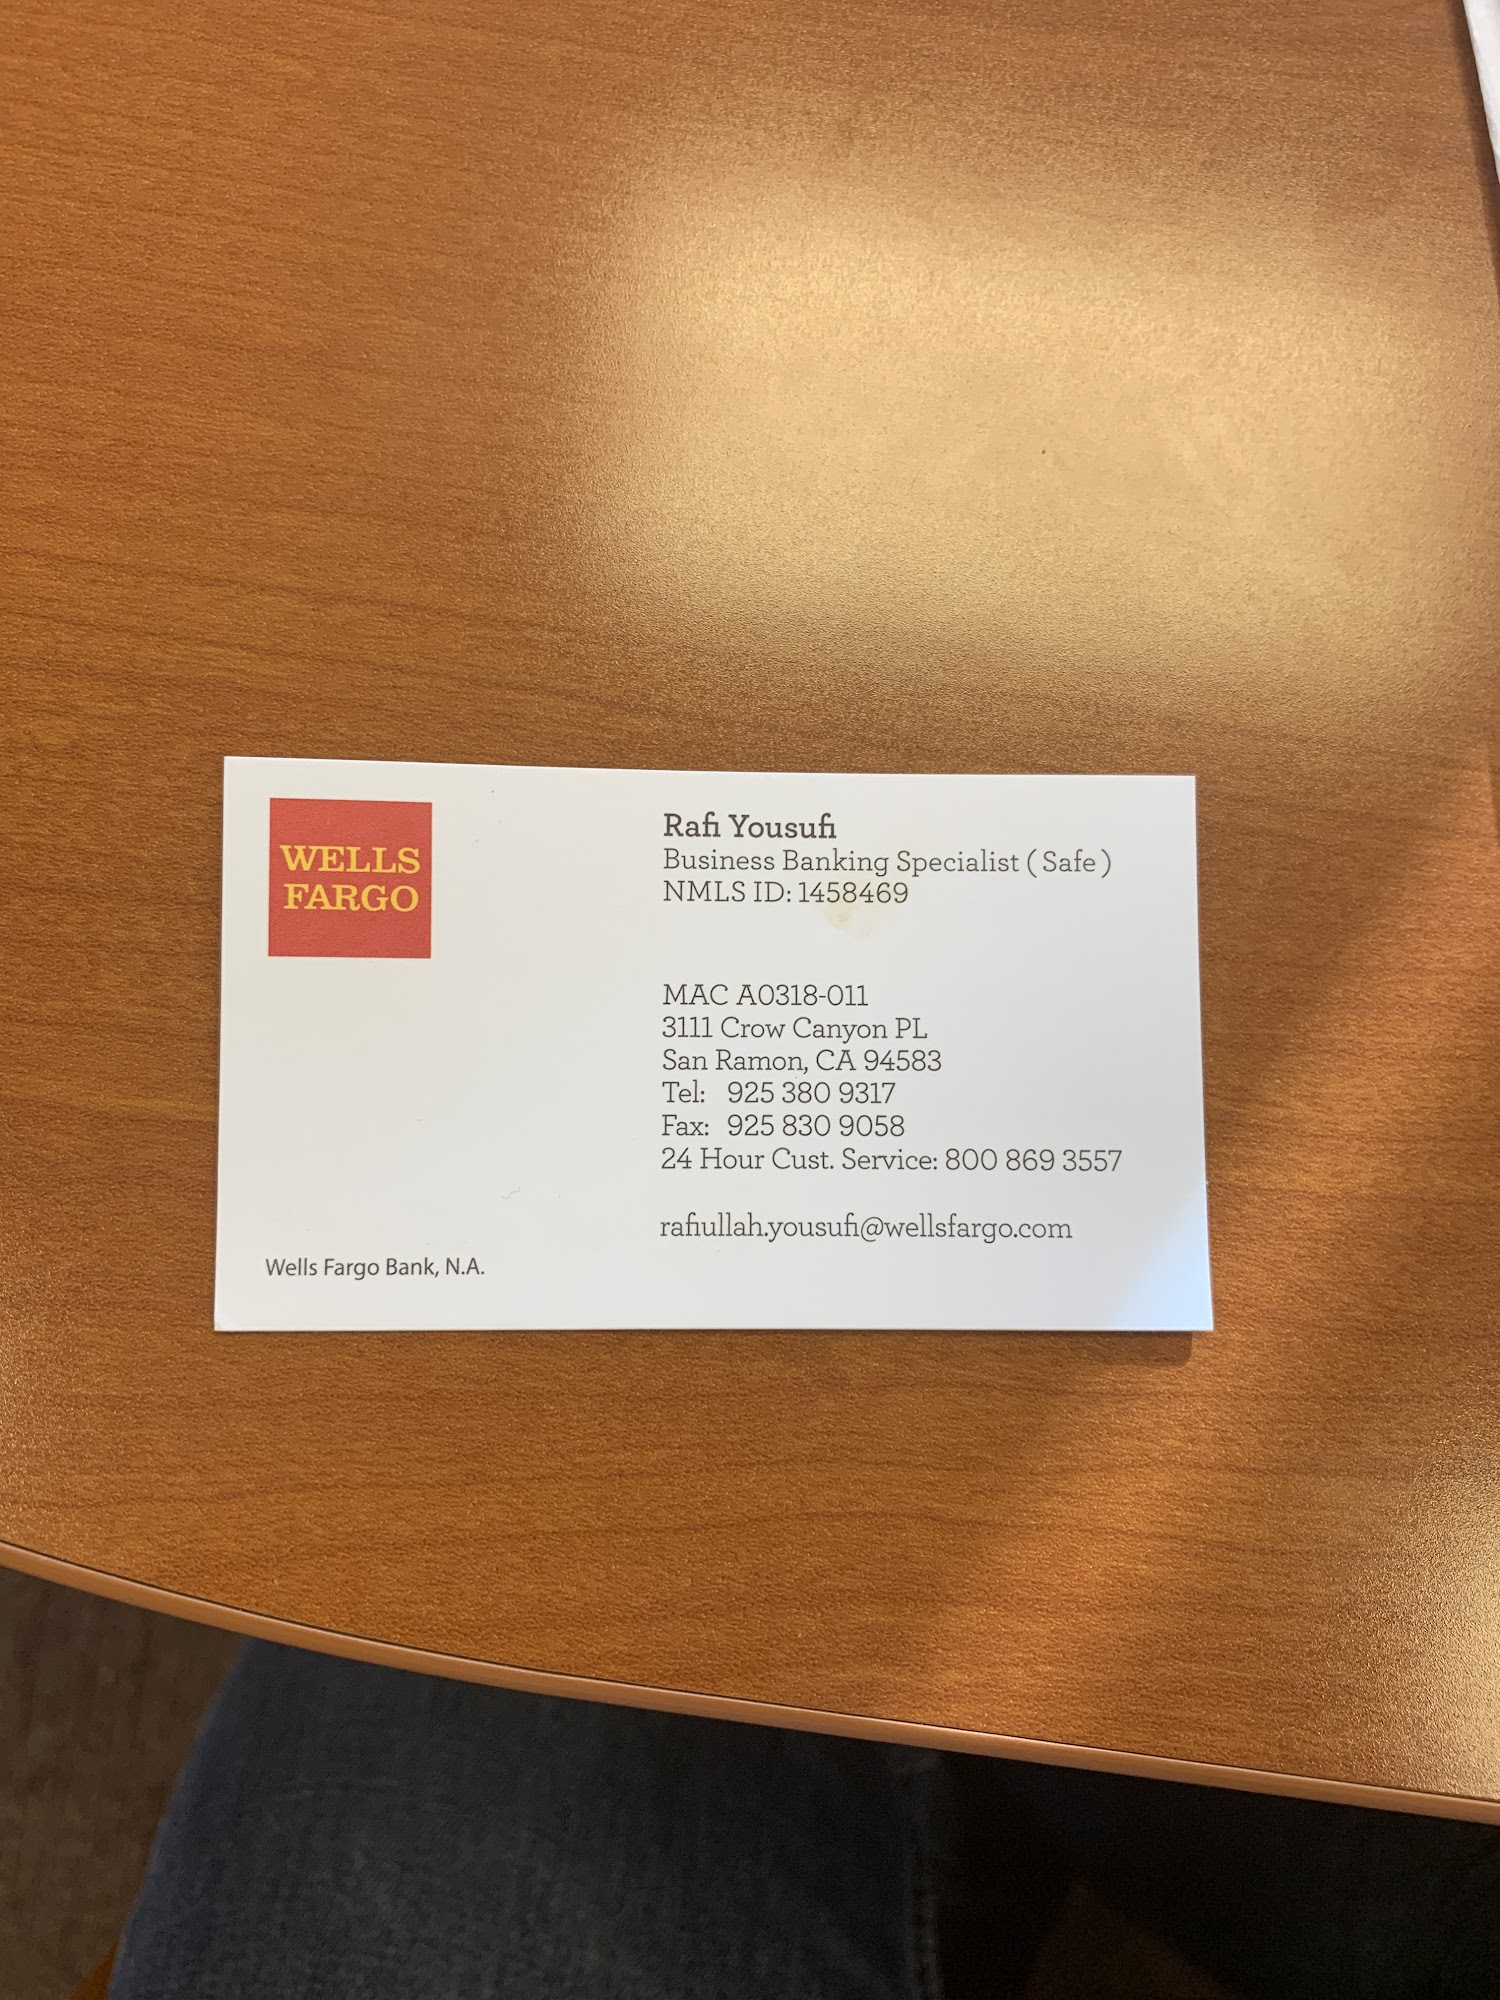 WELLS
FARGO
Rafi Yousufi
Business Banking Specialist ( Safe )
NMLS ID: 1458469
MAC A0318-011
3111 Crow Canyon PL
San Ramon, CA 94583
Tel: 925 380 9317
Fax: 925 830 9058
24 Hour Cust. Service: 800 869 3557
rafiullah.yousufi@wellsfargo.com
Wells Fargo Bank, N.A.